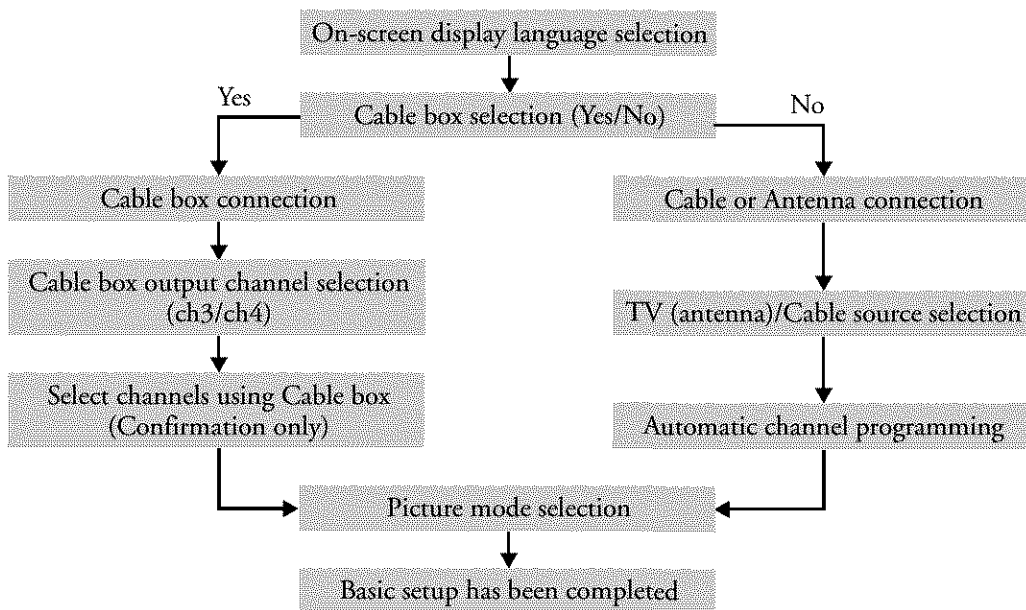 On-screen display language selection
Yes
Cable box selection (Yes/No)
No
Cable box connection
Cable or Antenna connection
Cable box output channel selection
(ch3/ch4)
TV (antenna)/Cable source selection
Select channels using Cable box
(Confirmation only)
Automatic channel programming
Picture mode selection
Basic setup has been completed